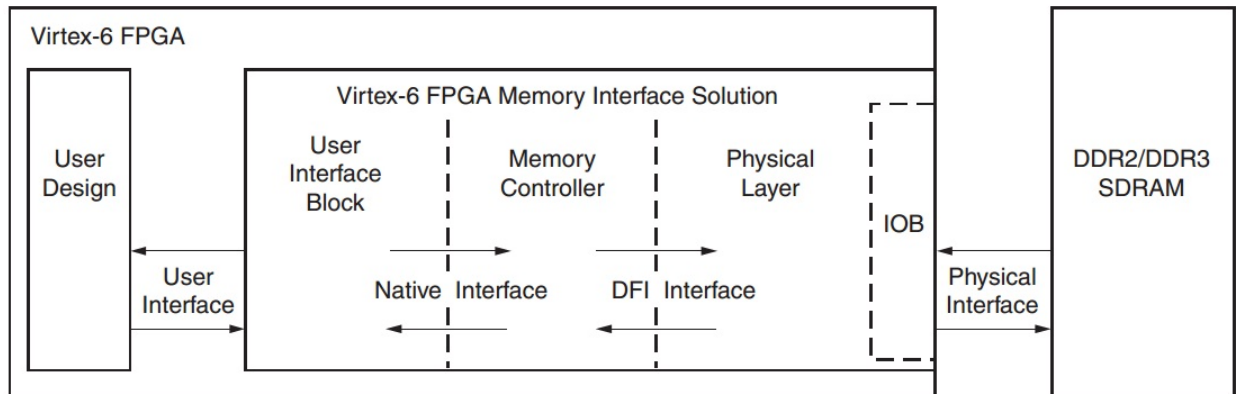 Virtex-6 FPGA
Virtex-6 FPGA Memory Interface Solution
User
Design
User
Interface
User
Interface
Block
Memory
Controller
Physical
Layer
IOB
Native Interface
DFI Interface
Physical
Interface
DDR2/DDR3
SDRAM